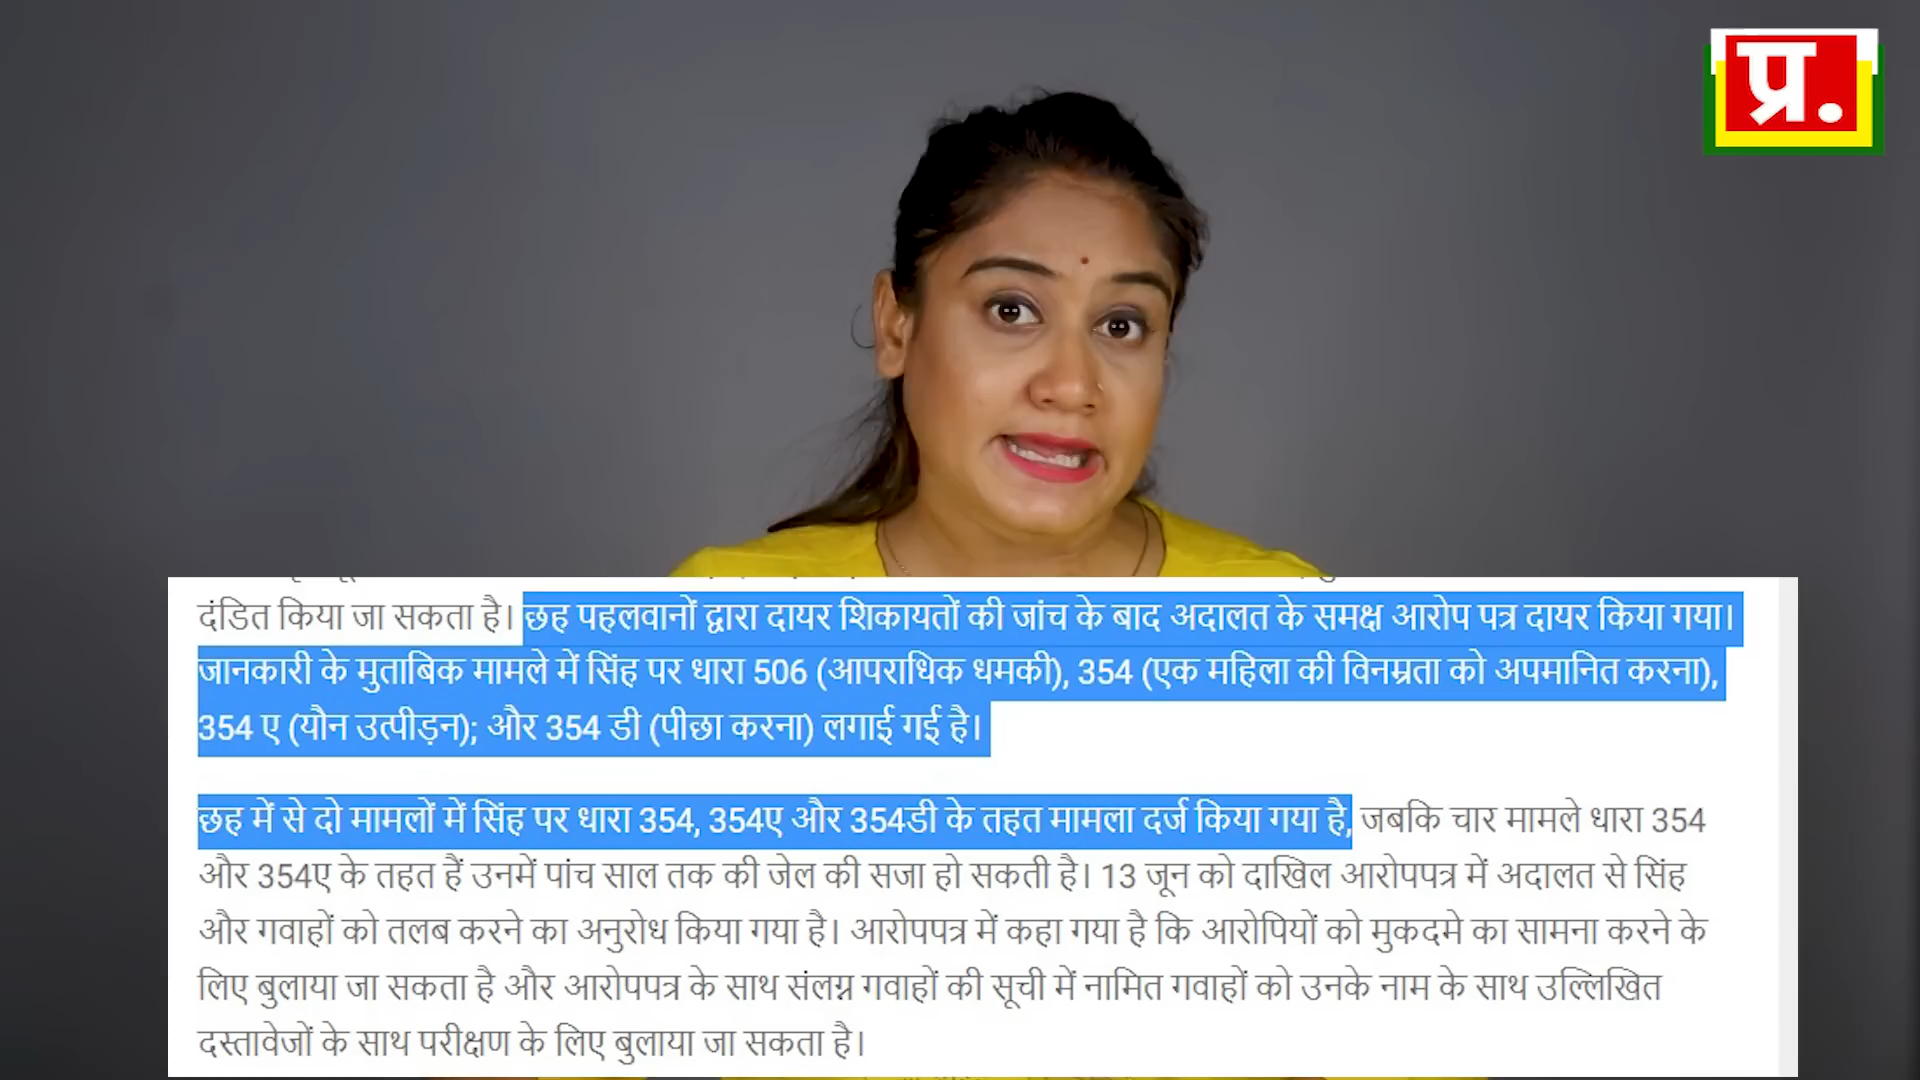 प्र.
दंडित किया जा सकता है। छह पहलवानों द्वारा दायर शिकायतों की जांच के बाद अदालत के समक्ष आरोप पत्र दायर किया गया।
जानकारी के मुताबिक मामले में सिंह पर धारा 506 (आपराधिक धमकी), 354 (एक महिला की विनम्रता को अपमानित करना),
354 ए (यौन उत्पीड़न); और 354 डी (पीछा करना) लगाई गई है।
छह में से दो मामलों में सिंह पर धारा 354, 354ए और 354डी के तहत मामला दर्ज किया गया है, जबकि चार मामले धारा 354
और 354ए के तहत हैं उनमें पांच साल तक की जेल की सजा हो सकती है। 13 जून को दाखिल आरोपपत्र में अदालत से सिंह
और गवाहों को तलब करने का अनुरोध किया गया है। आरोपपत्र में कहा गया है कि आरोपियों को मुकदमे का सामना करने के
लिए बुलाया जा सकता है और आरोपपत्र के साथ संलग्न गवाहों की सूची में नामित गवाहों को उनके नाम के साथ उल्लिखित
दस्तावेजों के साथ परीक्षण के लिए बुलाया जा सकता है।